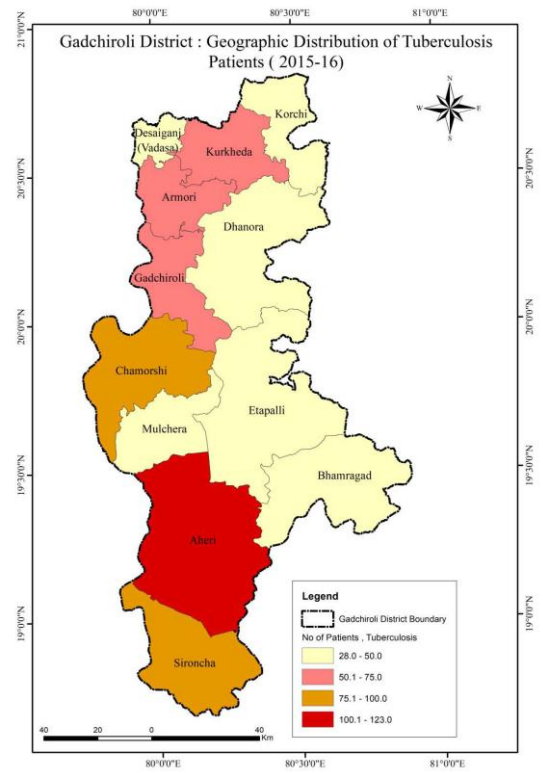 80°0'0"E 80°30'0"E 81°0'0"E
21°0'0"N
Gadchiroli District : Geographic Distribution of Tuberculosis
Patients ( 2015-16)
N
W E
S
Korchi
Desaiganj
(Vadasa)
Kurkheda
20°30'0"N 20°30'0"N
Armori
Dhanora
Gadchiroli
20°0'0"N 20°0'0"N
Chamorshi
Etapalli
Mulchera
Bhamragad
19°30'0"N 19°30'0"N
Aheri
Legend
Gadchiroli District Boundary
No of Patients , Tuberculosis
28.0 - 50.0
50.1 - 75.0
75.1 - 100.0
100.1 - 123.0
19°0'0"N 19°0'0"N
Sironcha
40 20 0 40
Km
80°0'0"E 80°30'0"E 81°0'0"E